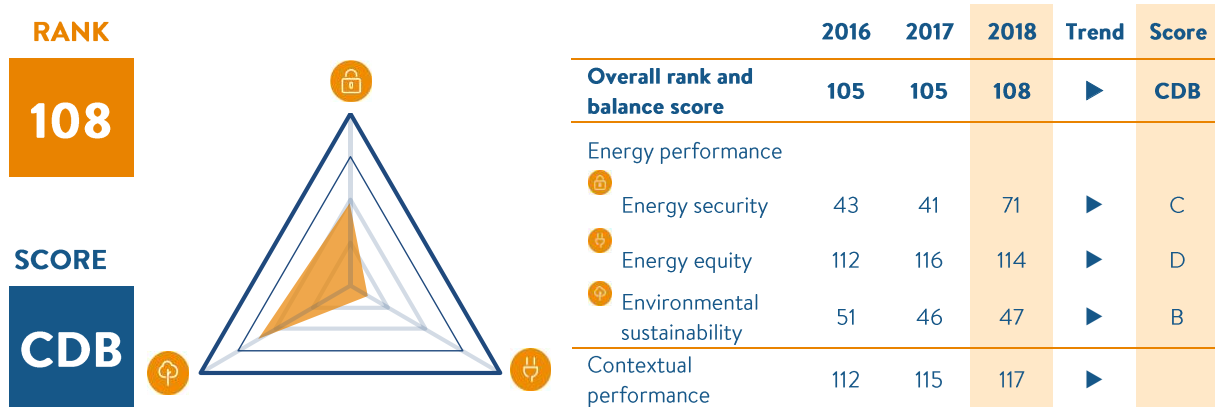 RANK
108
SCORE
CDB
2016 2017 2018 Trend Score
Overall rank and
balance score 105 105 108 CDB
Energy performance
Energy security 43 41 71 C
Energy equity 112 116 114 D
Environmental
sustainability 51 46 47 B
Contextual
performance 112 115 117